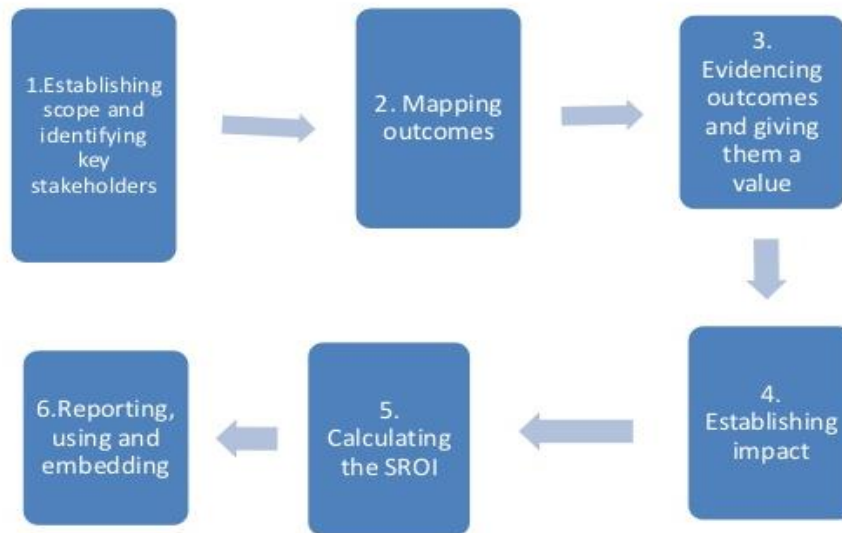 1.Establishing
scope and
identifying
key
stakeholders
2. Mapping
outcomes
3.
Evidencing
outcomes
and giving
them a
value
4.
Establishing
impact
5.
Calculating
the SROI
6.Reporting,
using and
embedding